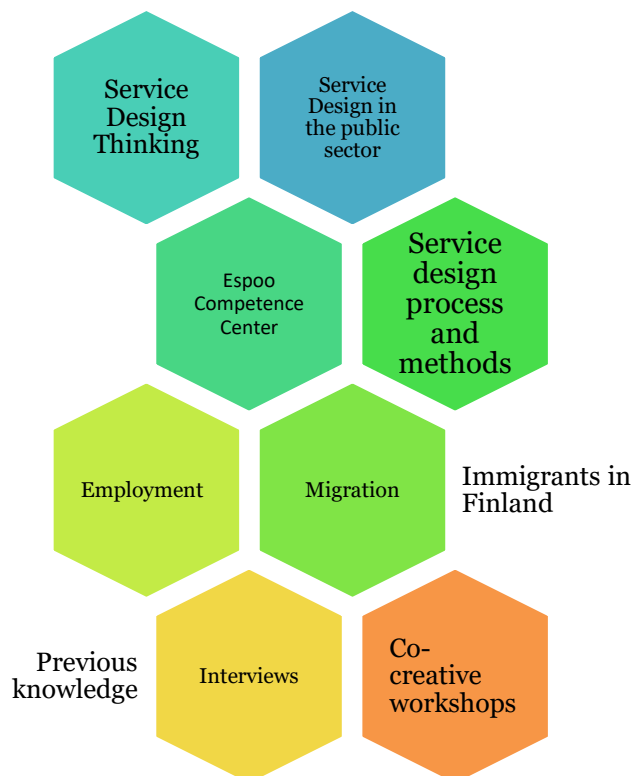 Service
Design
Thinking
Service
Design in
the public
sector
Espoo
Competence
Center
Service
design
process
and
methods
Employment
Migration
Immigrants in
Finland
Previous
knowledge
Interviews
Co-
creative
workshops